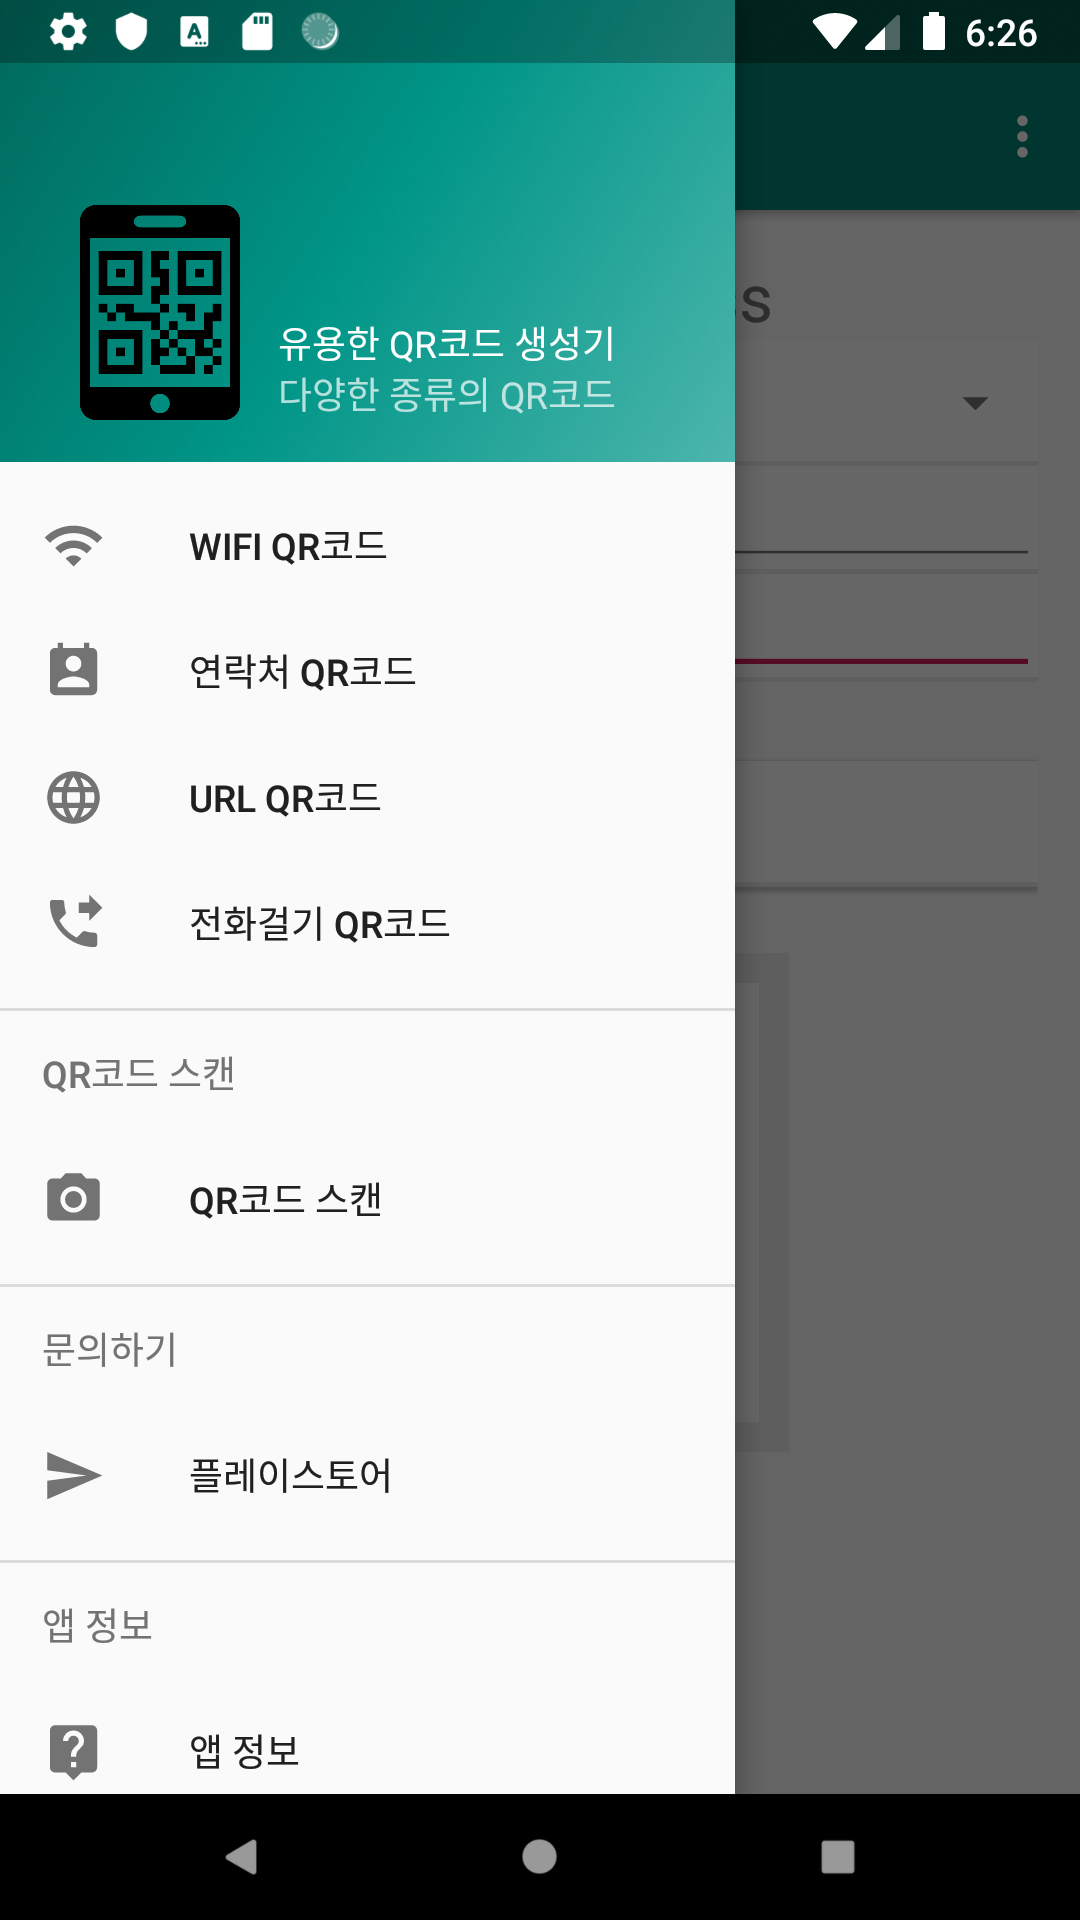 6:26
유용한 QR코드 생성기
다양한 종류의 QR코드
WIFI QR코드
연락처 QR코드
URL QR코드
전화걸기 QR코드
QR코드 스캔
QR코드 스캔
문의하기
플레이스토어
앱 정보
앱 정보